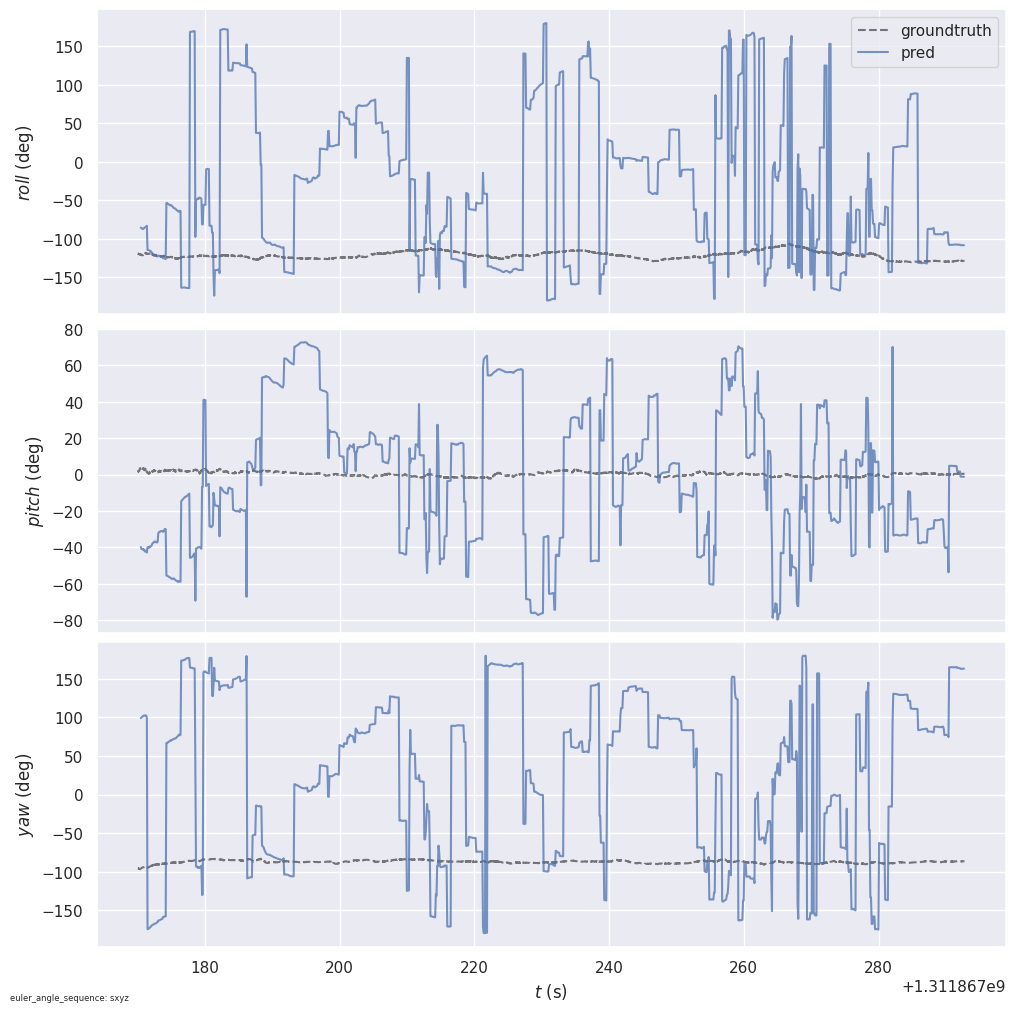 groundtruth
pred
roll (deg)
150
100
50
0
−50
−100
−150
pitch (deg)
80
60
40
20
0
−20
−40
−60
−80
yaw (deg)
150
100
50
0
−50
−100
−150
180 200 220 240 260 280
t (s)
+1.311867e9
euler_angle_sequence: sxyz